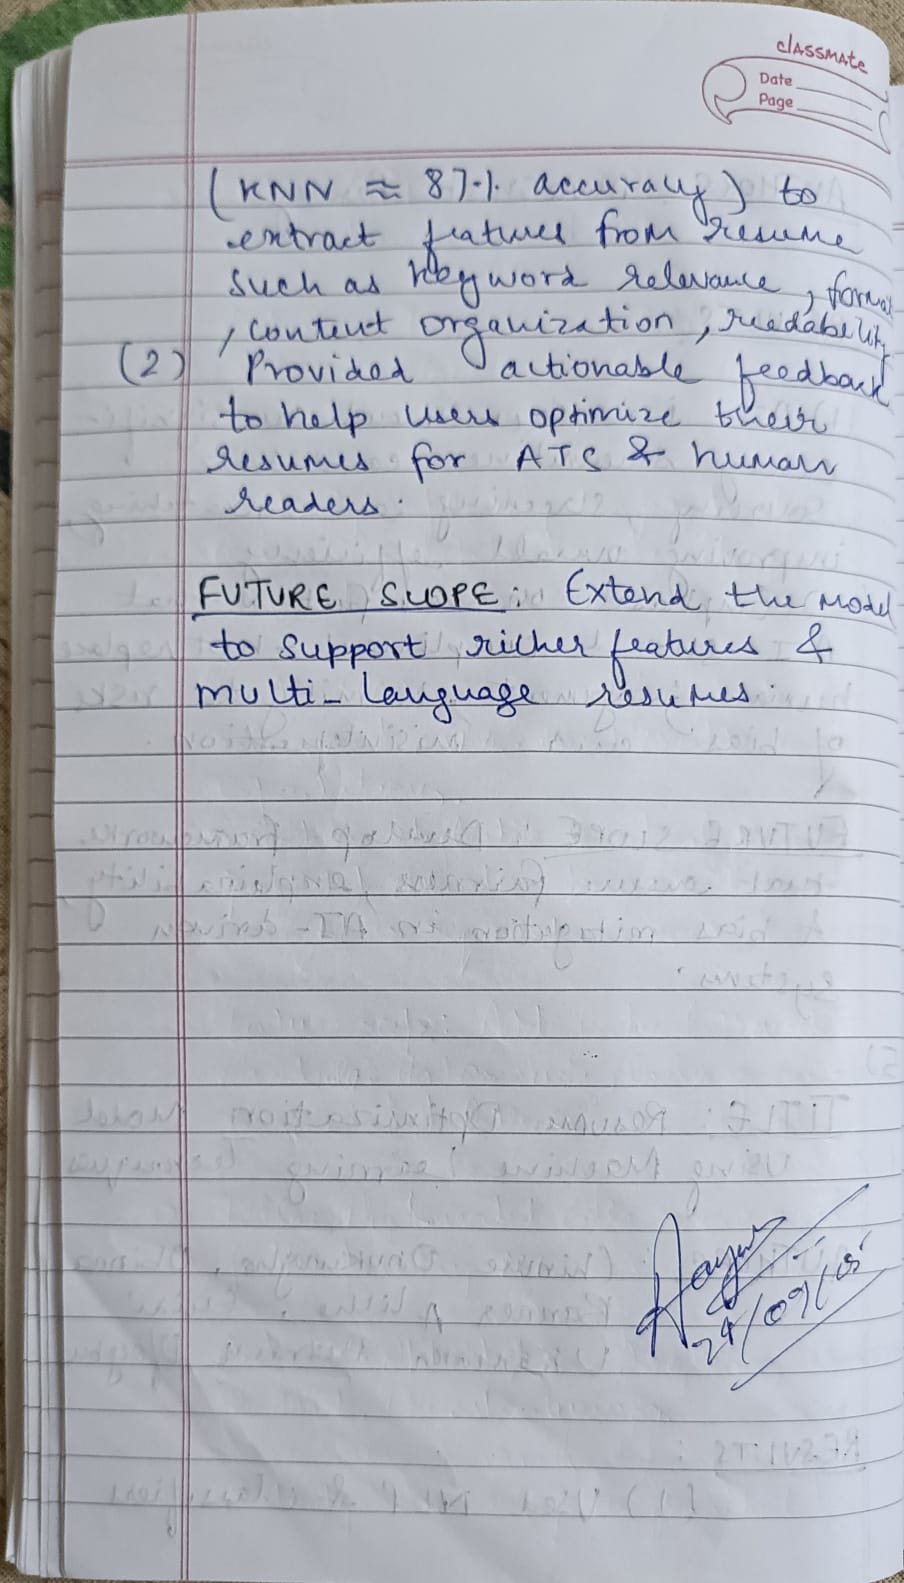 classmate
Date
Page
(KNN ≈ 87% accuracy) to
extract features from resume
such as keyword relevance, format
, content organization, readability
(2) Provided actionable feedback
to help users optimize their
resumes for ATS & human
readers.
FUTURE SCOPE: Extend the model
to support richer features &
multi-language resumes.
24/09/25